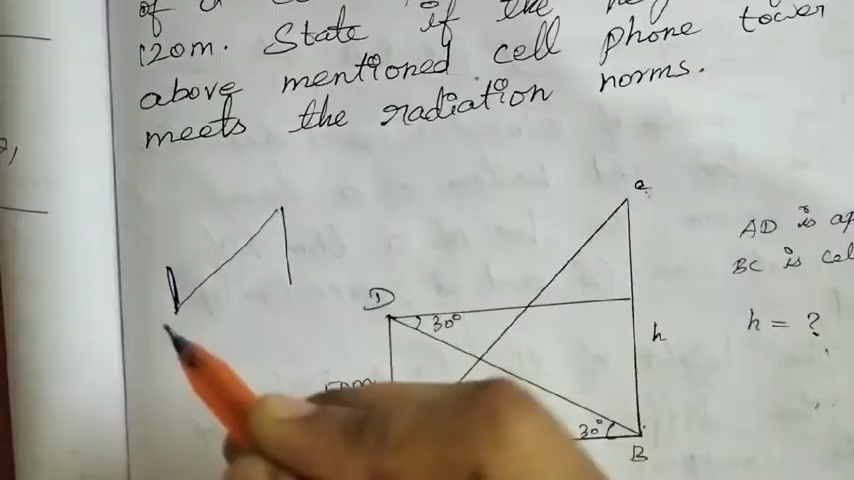 of a
120m. State if the
above mentioned cell phone tower
meets the radiation norms.
AD is
BC is
D 30°
h = ?
h
30°
B